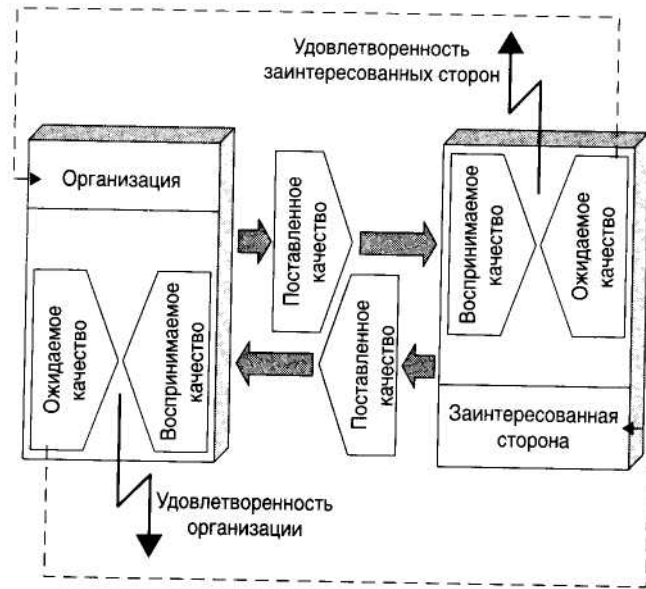 Удовлетворенность
заинтересованных сторон
Организация
Поставленное
качество
Воспринимаемое
качество
Ожидаемое
качество
Ожидаемое
качество
Воспринимаемое
качество
Поставленное
качество
Заинтересованная
сторона
Удовлетворенность
организации